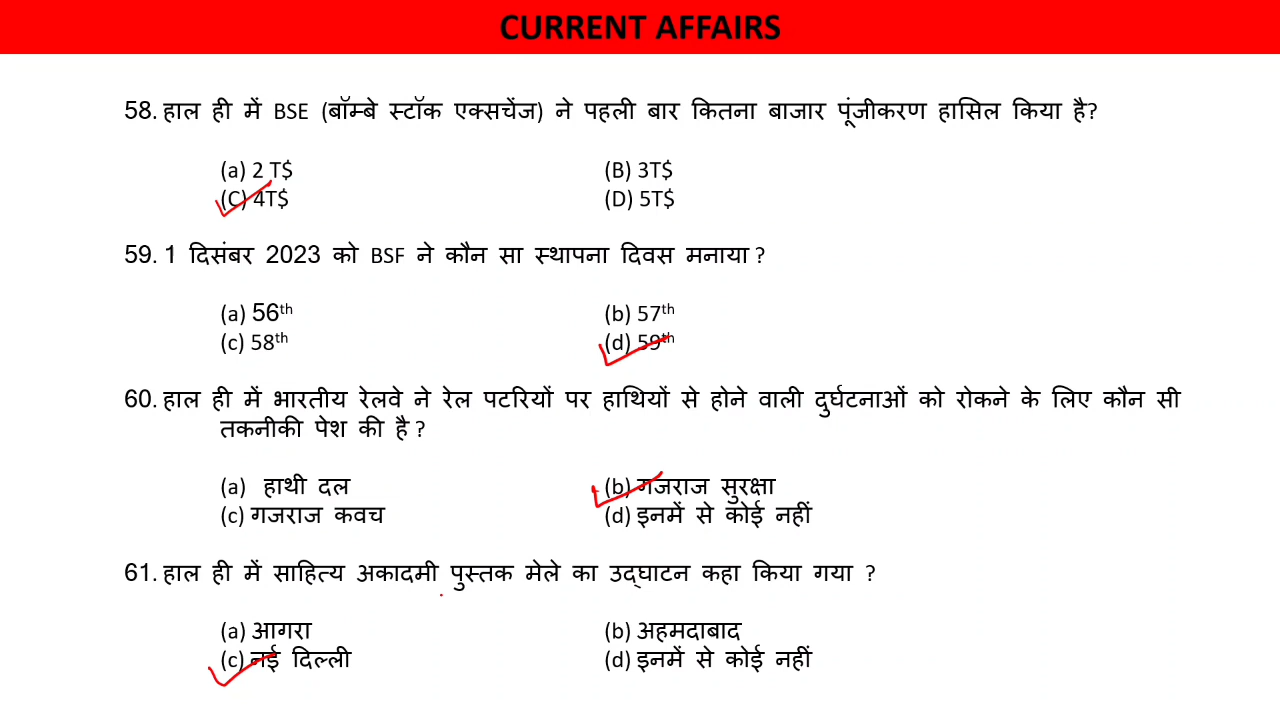 CURRENT AFFAIRS
58. हाल ही में BSE (बॉम्बे स्टॉक एक्सचेंज) ने पहली बार कितना बाजार पूंजीकरण हासिल किया है?
(a) 2 T$ (B) 3T$
(C) 4T$ (D) 5T$
59. 1 दिसंबर 2023 को BSF ने कौन सा स्थापना दिवस मनाया ?
(a) 56th (b) 57th
(c) 58th (d) 59th
60. हाल ही में भारतीय रेलवे ने रेल पटरियों पर हाथियों से होने वाली दुर्घटनाओं को रोकने के लिए कौन सी
तकनीकी पेश की है ?
(a) हाथी दल (b) गजराज सुरक्षा
(c) गजराज कवच (d) इनमें से कोई नहीं
61. हाल ही में साहित्य अकादमी पुस्तक मेले का उद्घाटन कहा किया गया ?
(a) आगरा (b) अहमदाबाद
(c) नई दिल्ली (d) इनमें से कोई नहीं